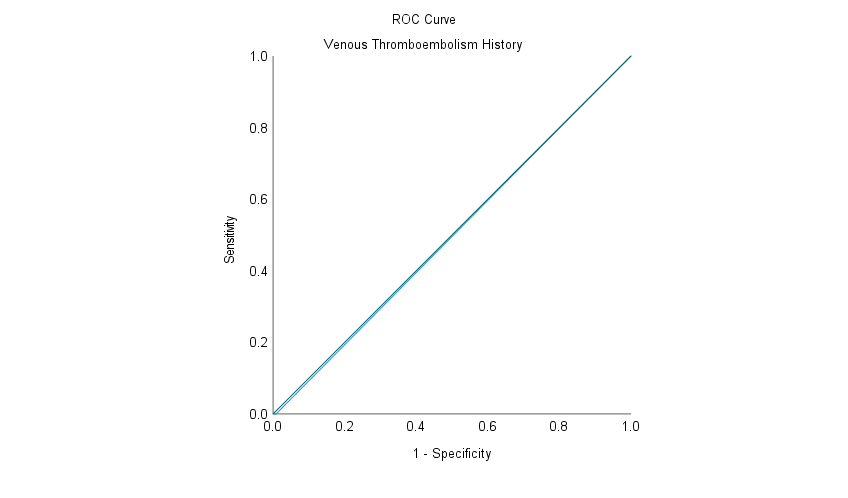 ROC Curve
Venous Thromboembolism History
1.0
0.8
0.6
0.4
0.2
0.0
Sensitivity
0.0 0.2 0.4 0.6 0.8 1.0
1 - Specificity